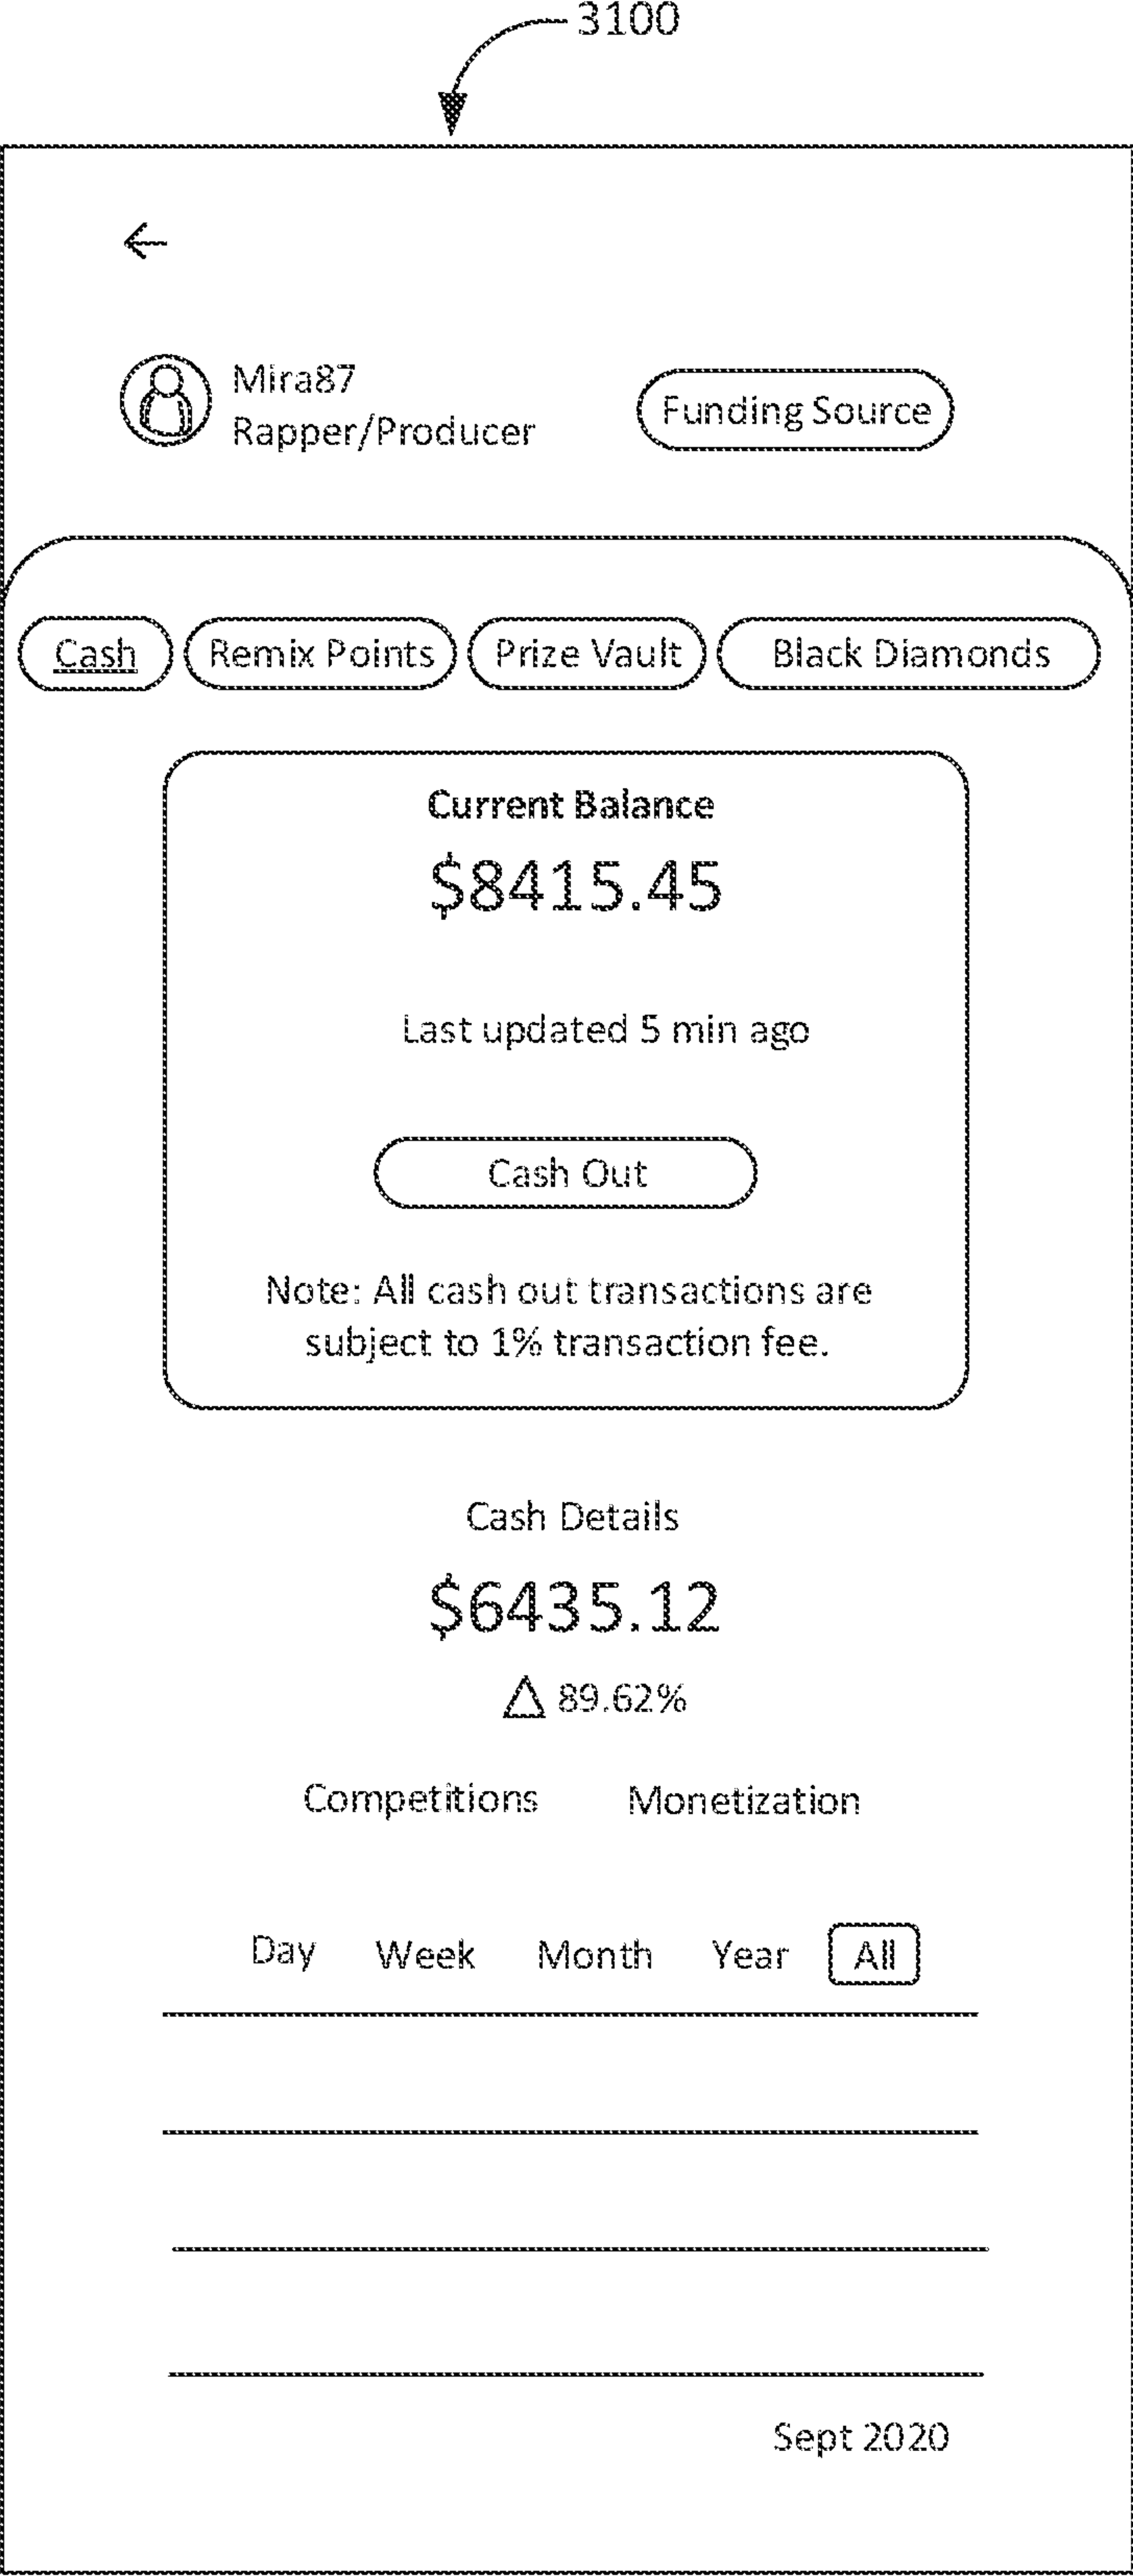 3100
Mira87
Rapper/Producer
Funding Source
Cash Remix Points Prize Vault Black Diamonds
Current Balance
$8415.45
Last updated 5 min ago
Cash Out
Note: All cash out transactions are
subject to 1% transaction fee.
Cash Details
$6435.12
△ 89.62%
Competitions Monetization
Day Week Month Year All
Sept 2020